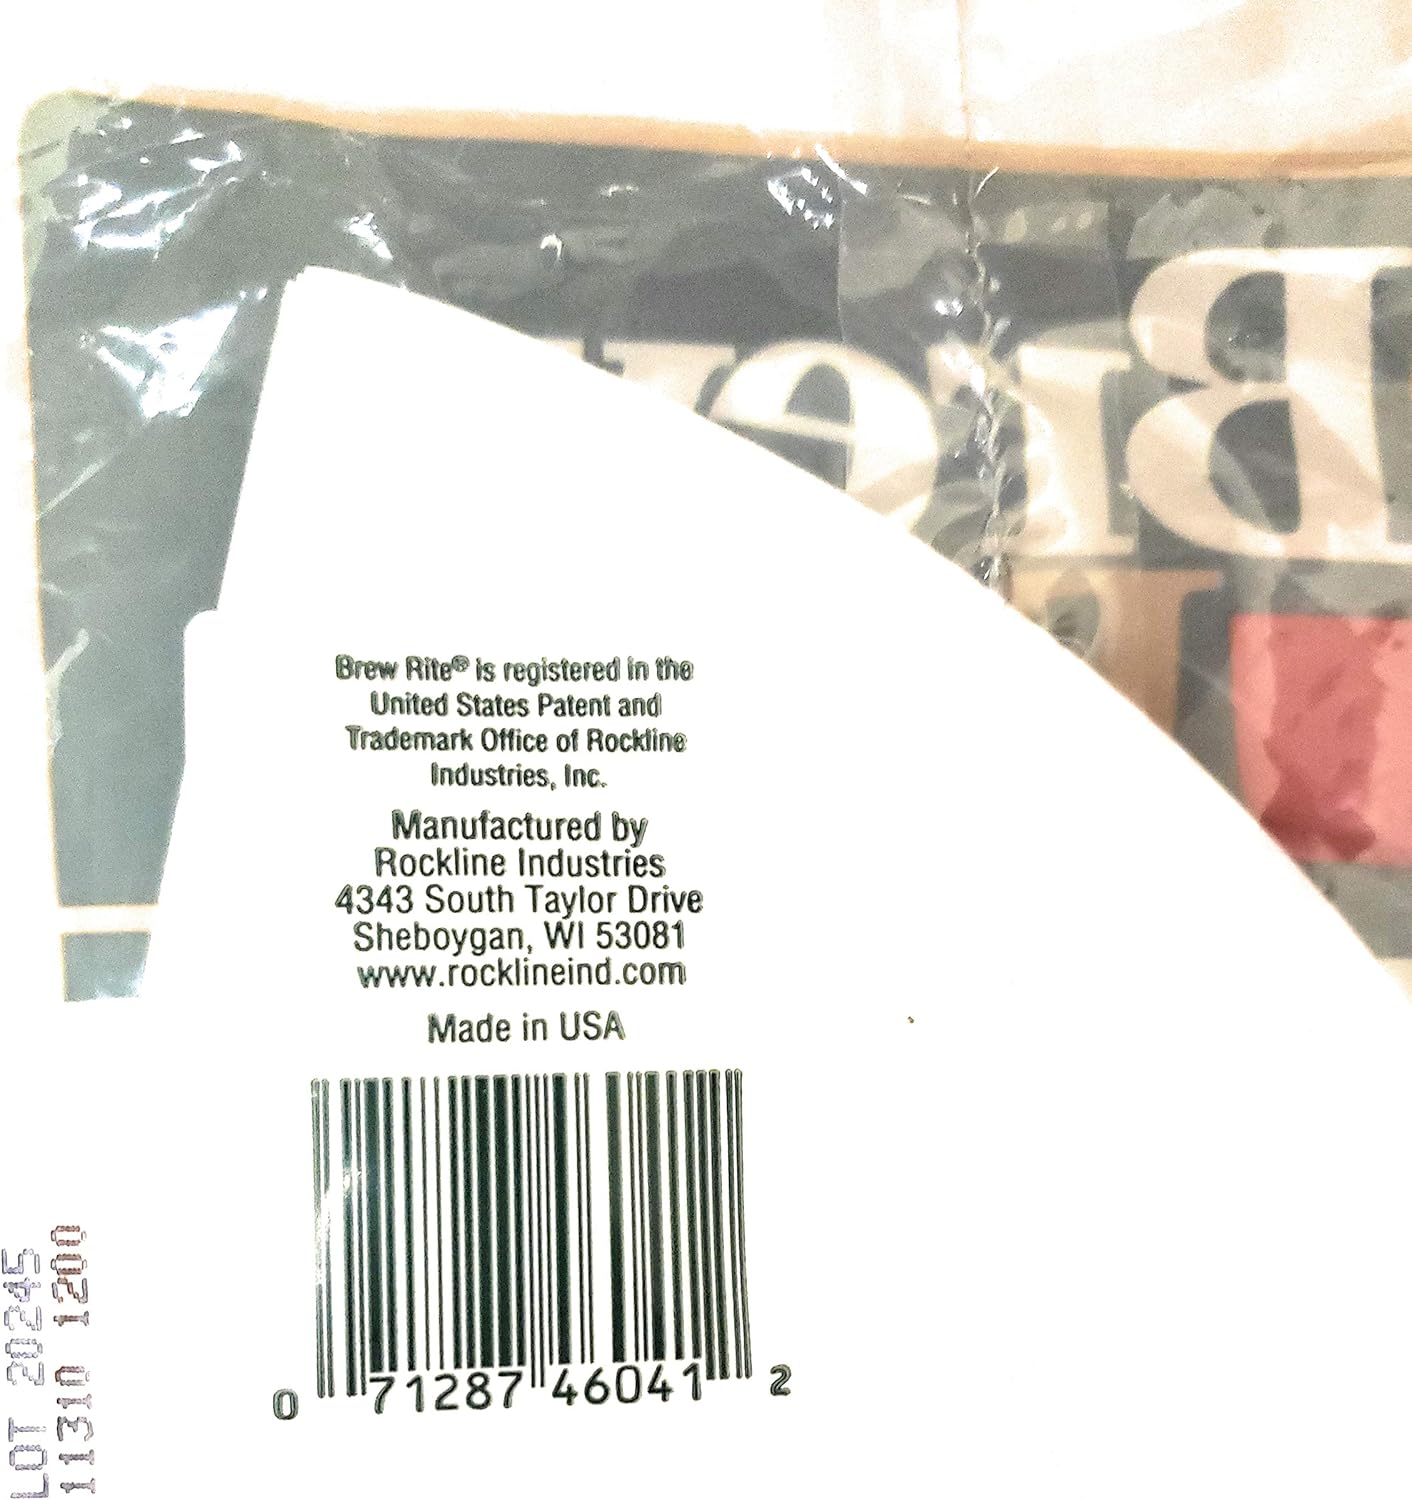 Brew Rite® is registered in the
United States Patent and
Trademark Office of Rockline
Industries, Inc.
Manufactured by
Rockline Industries
4343 South Taylor Drive
Sheboygan, WI 53081
www.rocklineind.com
Made in USA
0 71287 46041 2
LOT 20245
11310 1200